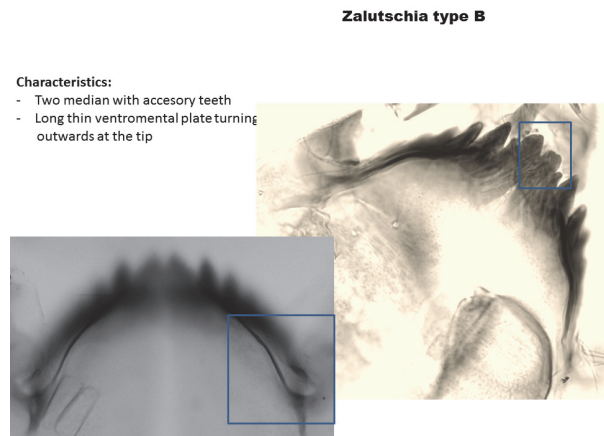 Zalutschia type B
Characteristics:
- Two median with accesory teeth
- Long thin ventromental plate turning
outwards at the tip